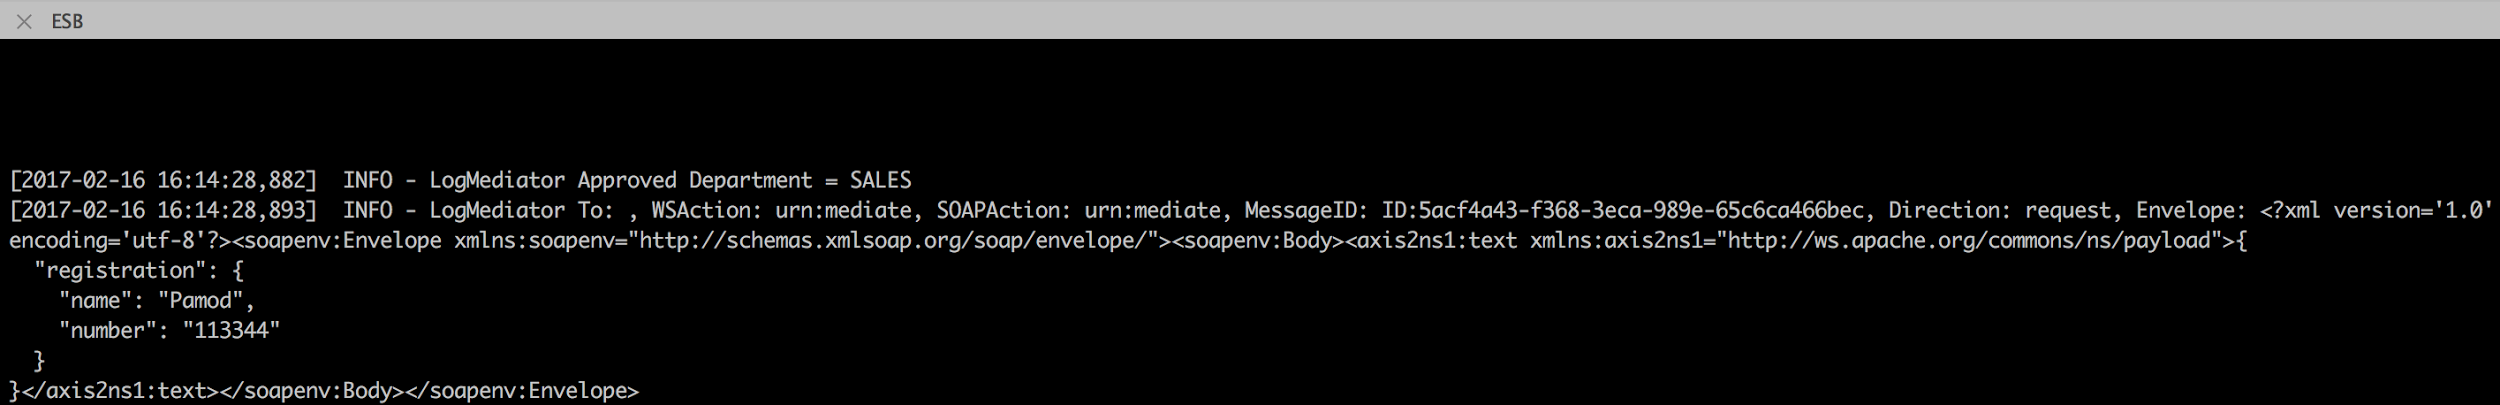 ESB
[2017-02-16 16:14:28,882]  INFO - LogMediator Approved Department = SALES
[2017-02-16 16:14:28,893]  INFO - LogMediator To: , WSAction: urn:mediate, SOAPAction: urn:mediate, MessageID: ID:5acf4a43-f368-3eca-989e-65c6ca466bec, Direction: request, Envelope: <?xml version='1.0'
encoding='utf-8'?><soapenv:Envelope xmlns:soapenv="http://schemas.xmlsoap.org/soap/envelope/"><soapenv:Body><axis2ns1:text xmlns:axis2ns1="http://ws.apache.org/commons/ns/payload">{
  "registration": {
    "name": "Pamod",
    "number": "113344"
  }
}</axis2ns1:text></soapenv:Body></soapenv:Envelope>